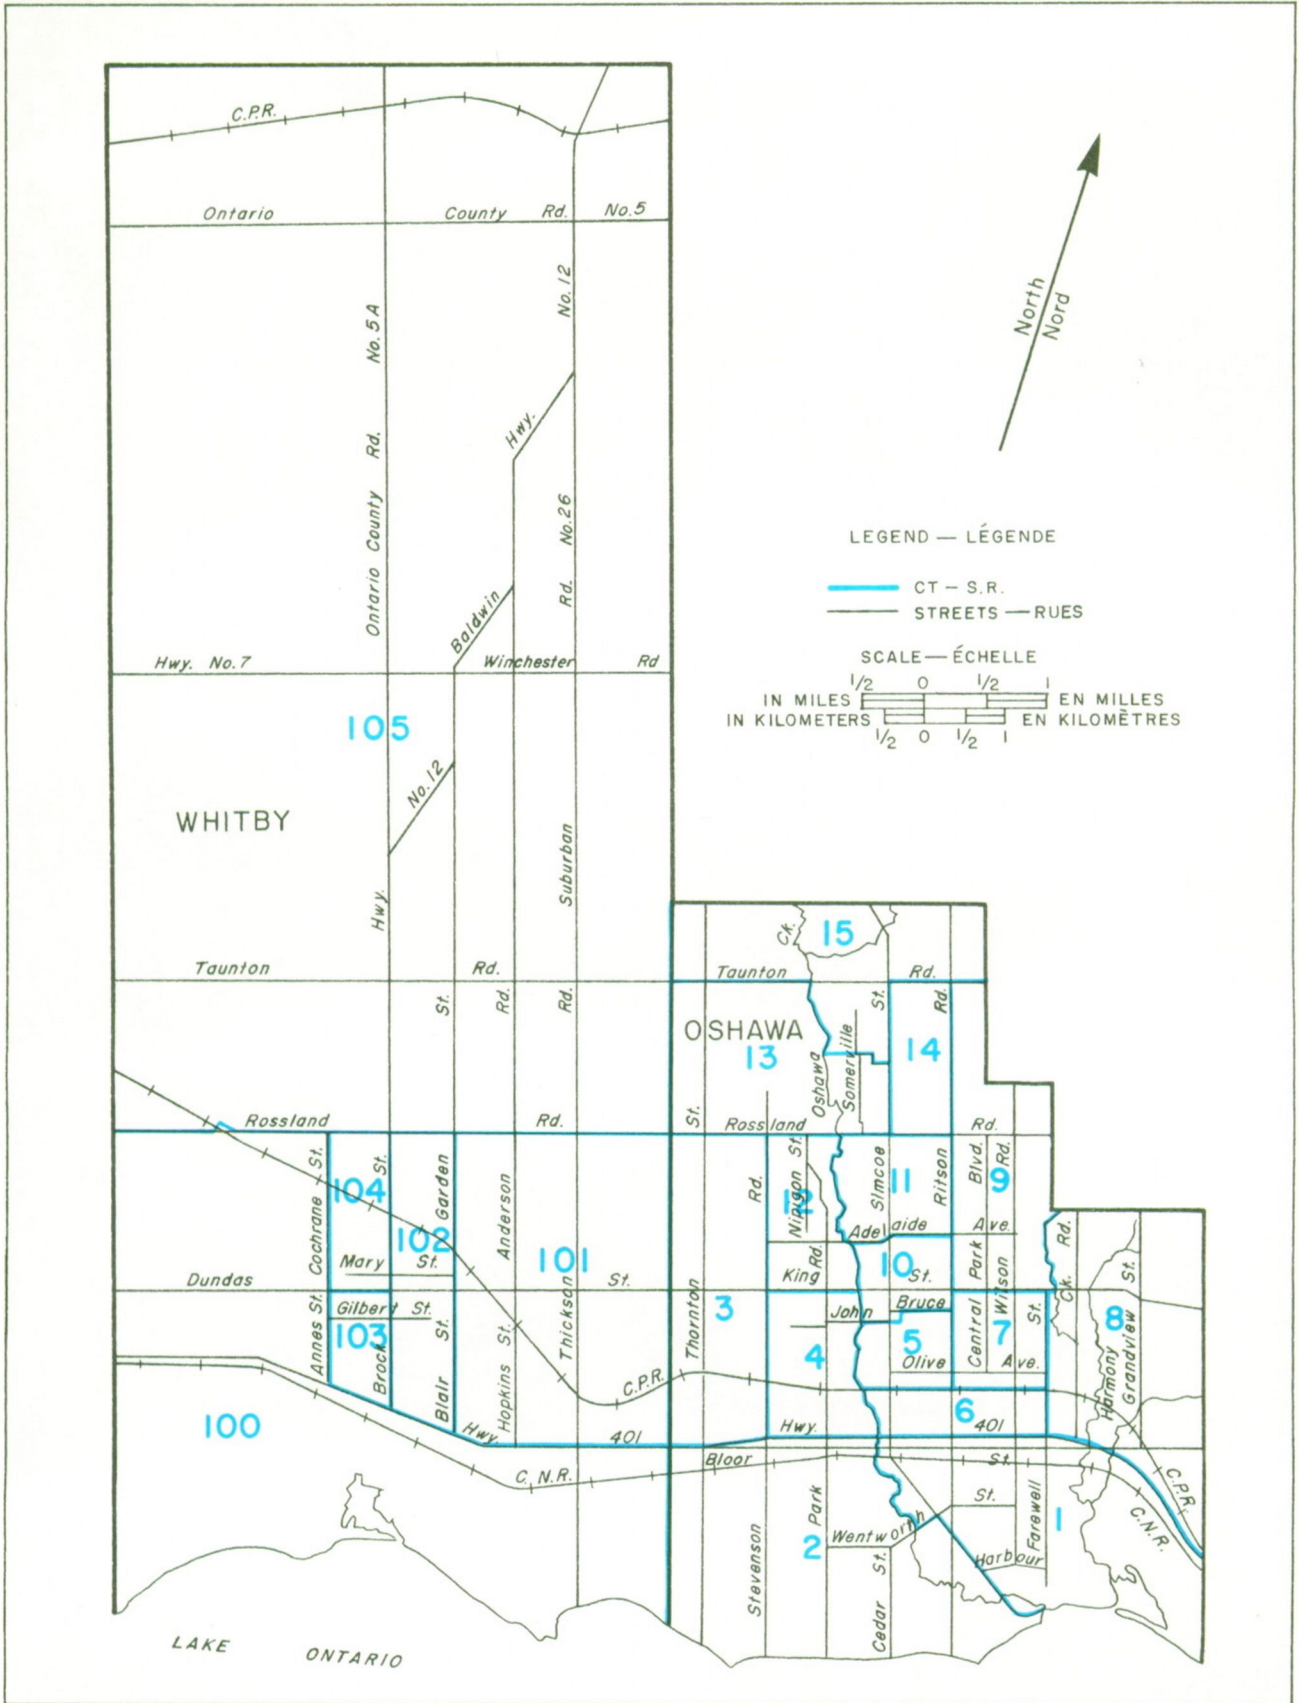 C.P.R.
Ontario County Rd. No.5
No.12
No.5A
Rd.
Ontario County
Hwy.
No.26
Rd.
North
Nord
LEGEND — LÉGENDE
CT – S.R.
STREETS — RUES
SCALE — ÉCHELLE
1/2 0 1/2 1
IN MILES EN MILLES
IN KILOMETERS EN KILOMÈTRES
1/2 0 1/2 1
Baldwin
Hwy. No.7 Winchester Rd
105
No.12
WHITBY
Suburban
Hwy.
Ck.
15
Taunton Rd.
Taunton Rd.
St. Rd. Rd.
St. Rd.
OSHAWA
13
14
Oshawa
Somerville
Rossland Rd.
St.
Rossland Rd.
St.
St.
Garden
104
Cochrane
Anderson
Rd.
Nipigon St.
12
Simcoe
11
Ritson
Blvd.
Rd.
9
102
Mary St.
101
Adelaide Ave.
Rd.
Rd.
Dundas St.
King St.
10
Park
Ck.
St.
Gilbert St.
103
Annes St.
Brock
St.
Blair
Hopkins St.
Thickson
Thornton
3
John
Bruce
4
5
Olive Ave.
Central
Wilson
7
St.
8
Harmony
Grandview
C.P.R.
6
100
Hwy. 401
Hwy. 401
C.N.R.
Bloor St.
C.P.R.
C.N.R.
Park
2
Wentworth St.
Farewell
1
Harbour
Stevenson
Cedar St.
LAKE ONTARIO